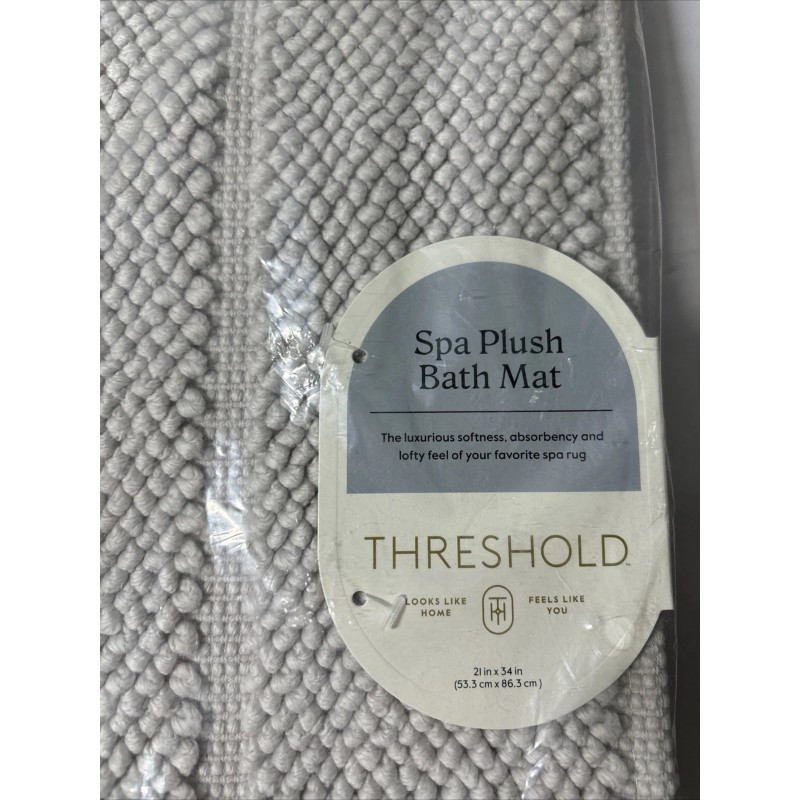 Spa Plush
Bath Mat
The luxurious softness, absorbency and
lofty feel of your favorite spa rug
THRESHOLD™
LOOKS LIKE
HOME
FEELS LIKE
YOU
21 in x 34 in
(53.3 cm x 86.3 cm)